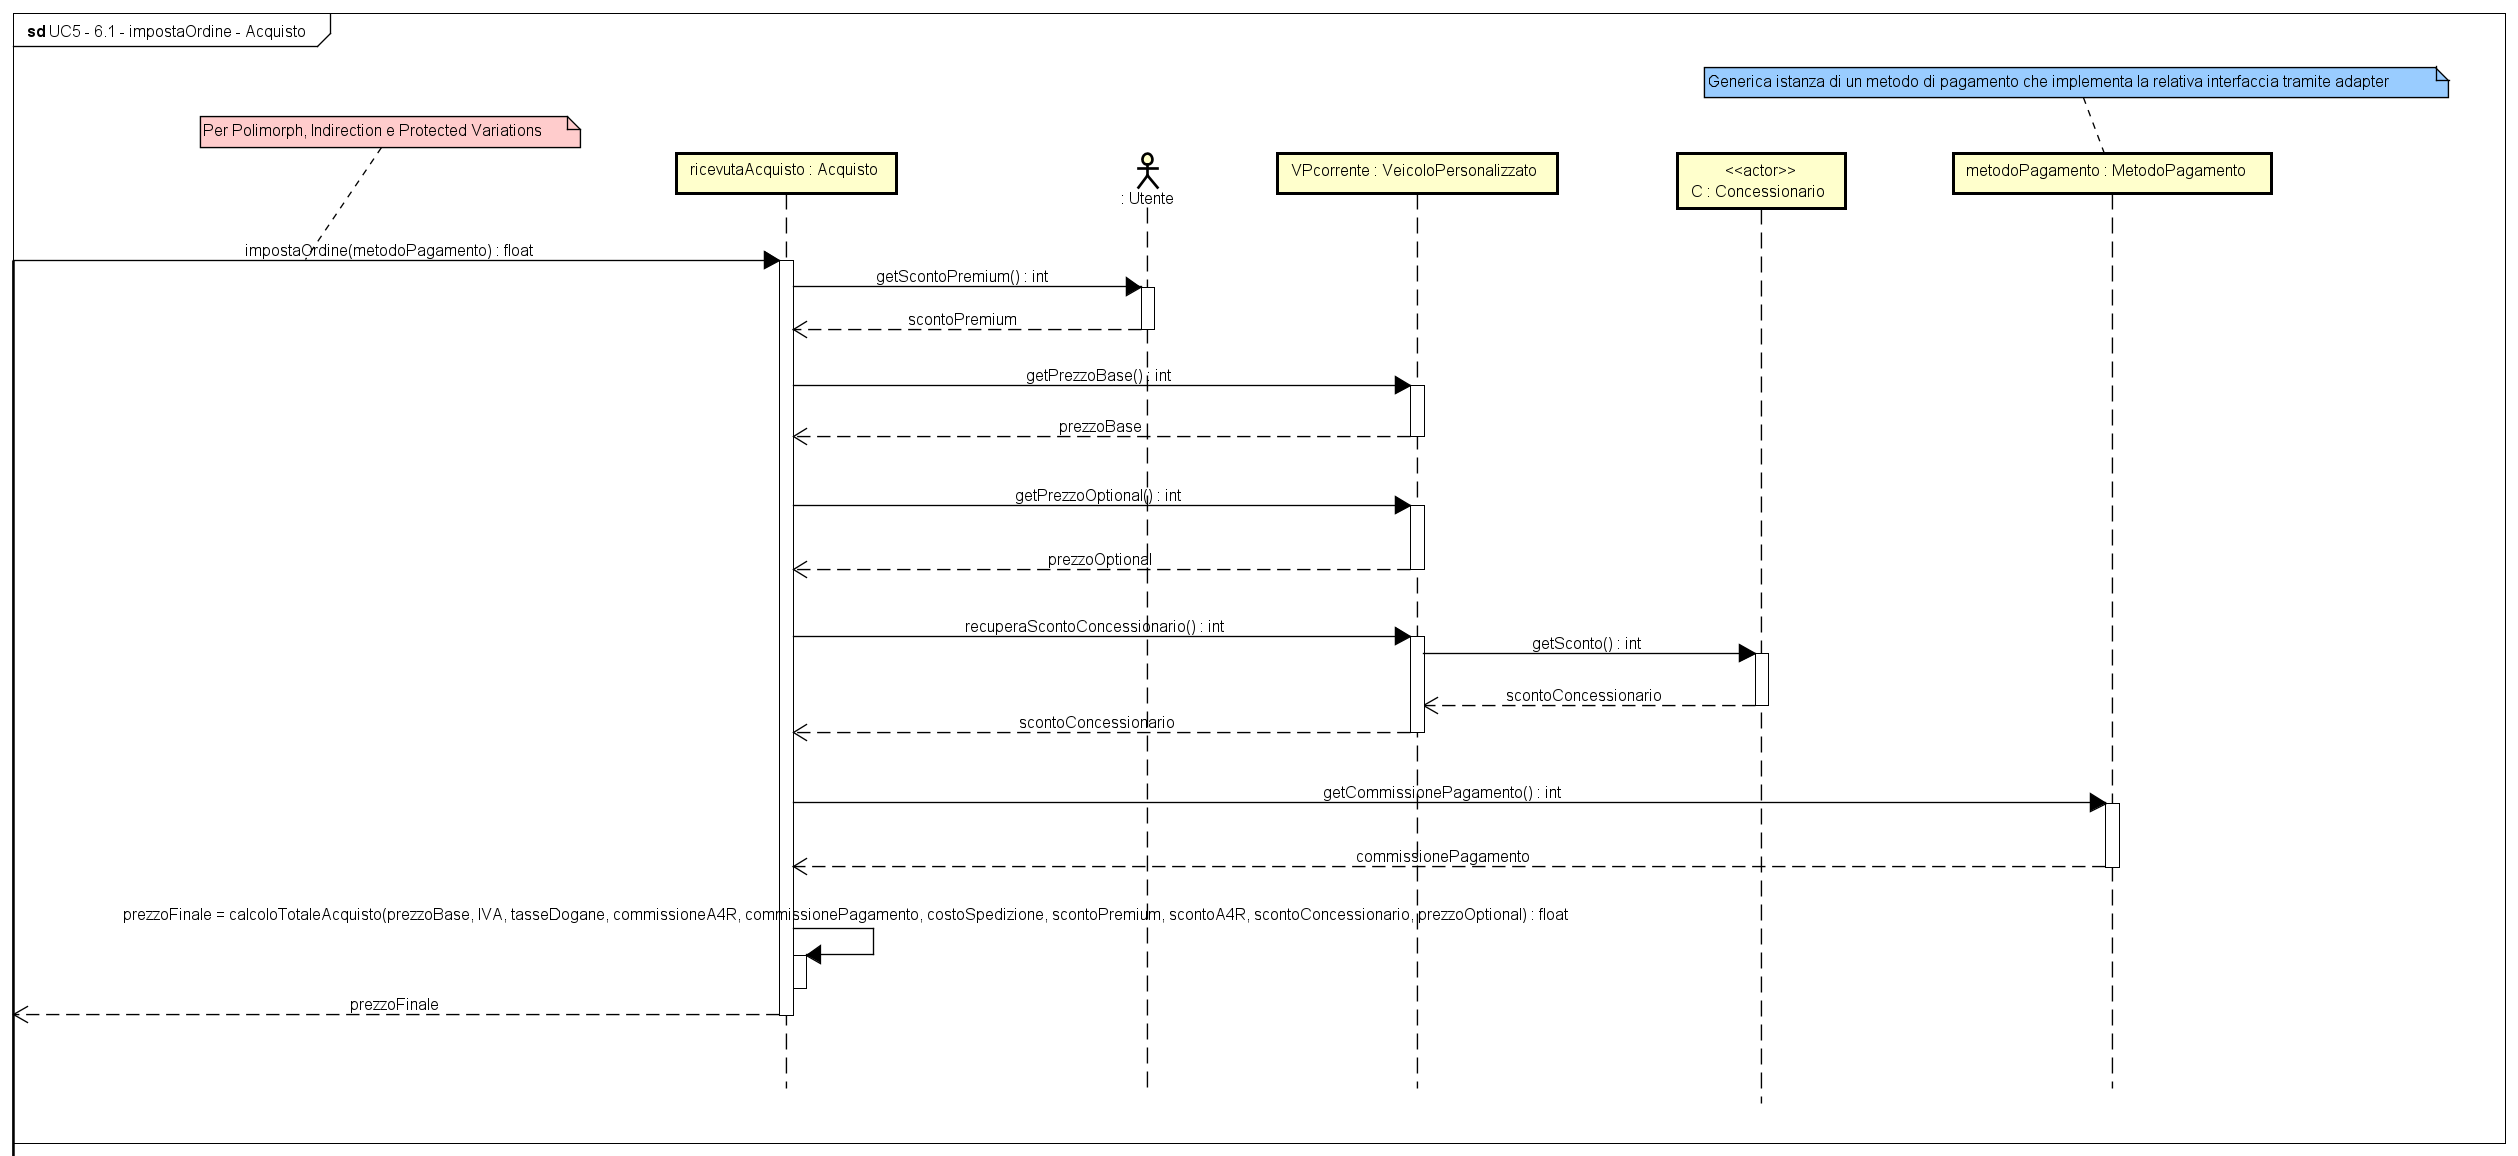 sd UC5 - 6.1 - impostaOrdine - Acquisto
Generica istanza di un metodo di pagamento che implementa la relativa interfaccia tramite adapter
Per Polimorph, Indirection e Protected Variations
ricevutaAcquisto : Acquisto
: Utente
VPcorrente : VeicoloPersonalizzato
<<actor>>
C : Concessionario
metodoPagamento : MetodoPagamento
impostaOrdine(metodoPagamento) : float
getScontoPremium() : int
scontoPremium
getPrezzoBase() : int
prezzoBase
getPrezzoOptional() : int
prezzoOptional
recuperaScontoConcessionario() : int
getSconto() : int
scontoConcessionario
scontoConcessionario
getCommissionePagamento() : int
commissionePagamento
prezzoFinale = calcoloTotaleAcquisto(prezzoBase, IVA, tasseDogane, commissioneA4R, commissionePagamento, costoSpedizione, scontoPremium, scontoA4R, scontoConcessionario, prezzoOptional) : float
prezzoFinale